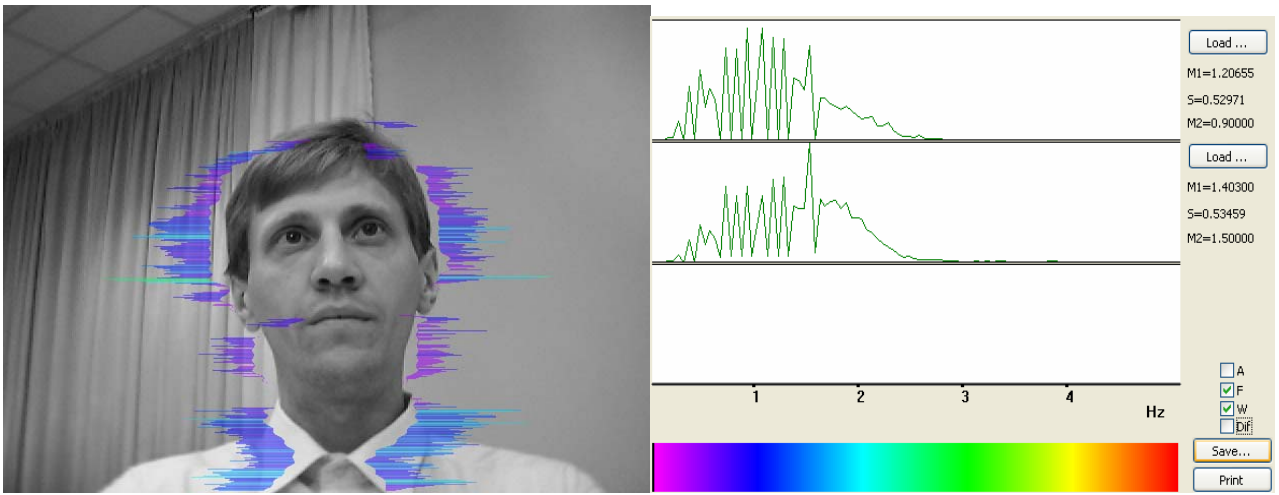 Load ...
M1=1.20655
S=0.52971
M2=0.90000
Load ...
M1=1.40300
S=0.53459
M2=1.50000
A
F
W
Dif
1 2 3 4
Hz
Save...
Print